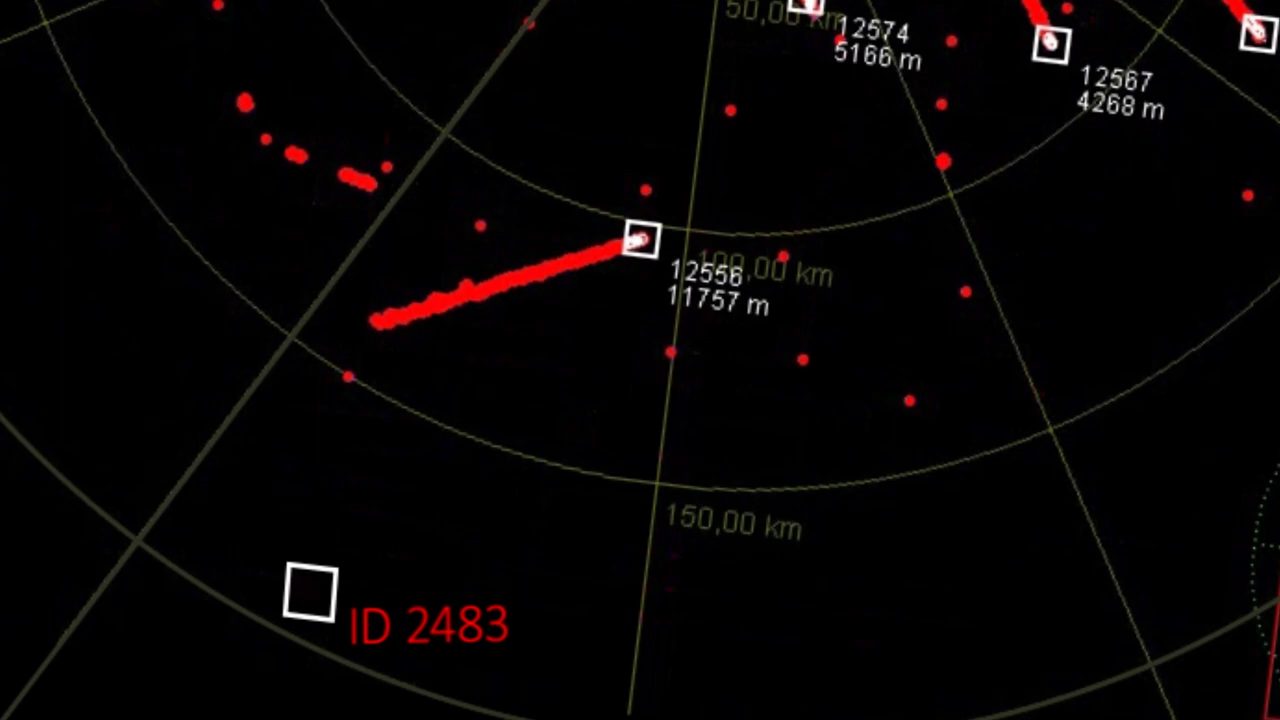 50,00 km
12574
5166 m
12567
4268 m
100,00 km
12556
11757 m
150,00 km
ID 2483